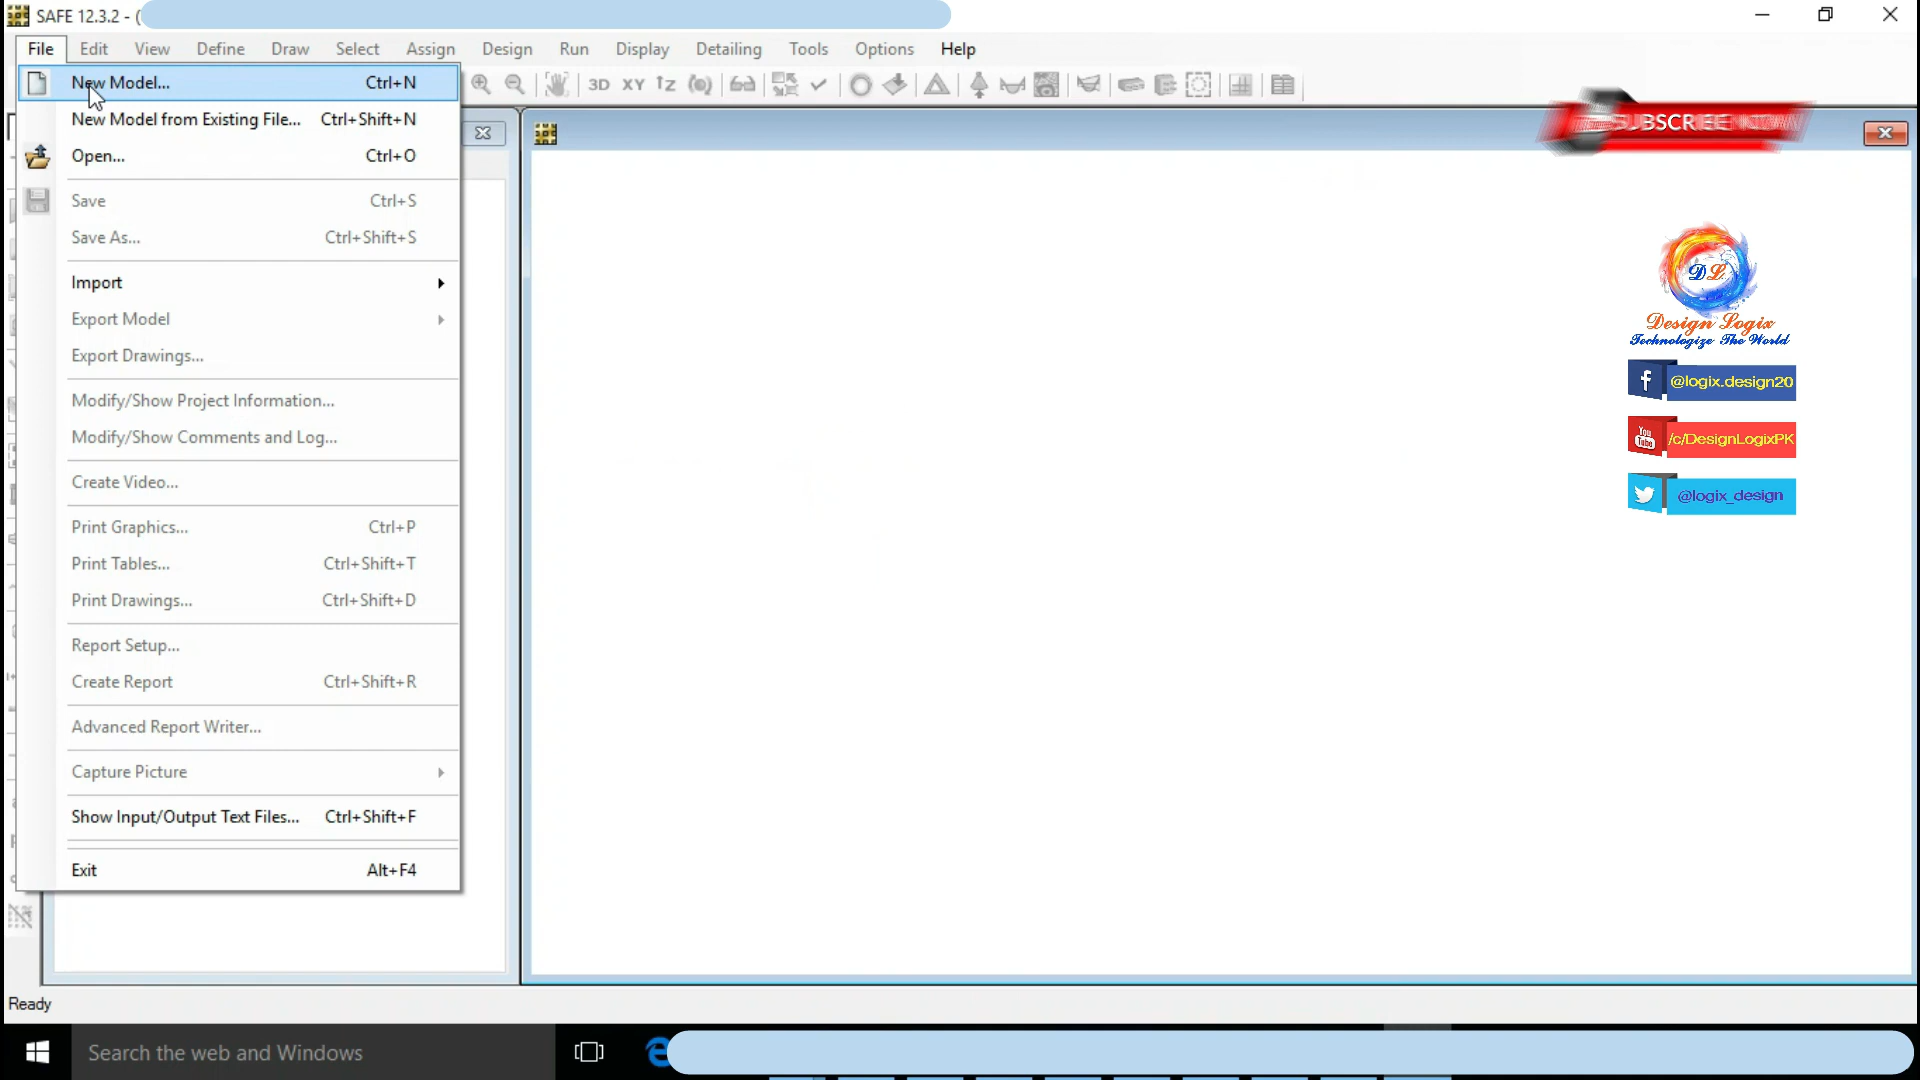 SAFE 12.3.2 - (
File Edit View Define Draw Select Assign Design Run Display Detailing Tools Options Help
New Model... Ctrl+N
3D XY
New Model from Existing File... Ctrl+Shift+N
SUBSCRIBE NOW
Open... Ctrl+O
Save Ctrl+S
Save As... Ctrl+Shift+S
Import
Export Model
Export Drawings...
Modify/Show Project Information...
Modify/Show Comments and Log...
Create Video...
Print Graphics... Ctrl+P
Print Tables... Ctrl+Shift+T
Print Drawings... Ctrl+Shift+D
Report Setup...
Create Report Ctrl+Shift+R
Advanced Report Writer...
Capture Picture
Show Input/Output Text Files... Ctrl+Shift+F
Exit Alt+F4
DL
Design Logix
Technologize The World
f @logix.design20
You Tube /c/DesignLogixPK
@logix_design
Ready
Search the web and Windows